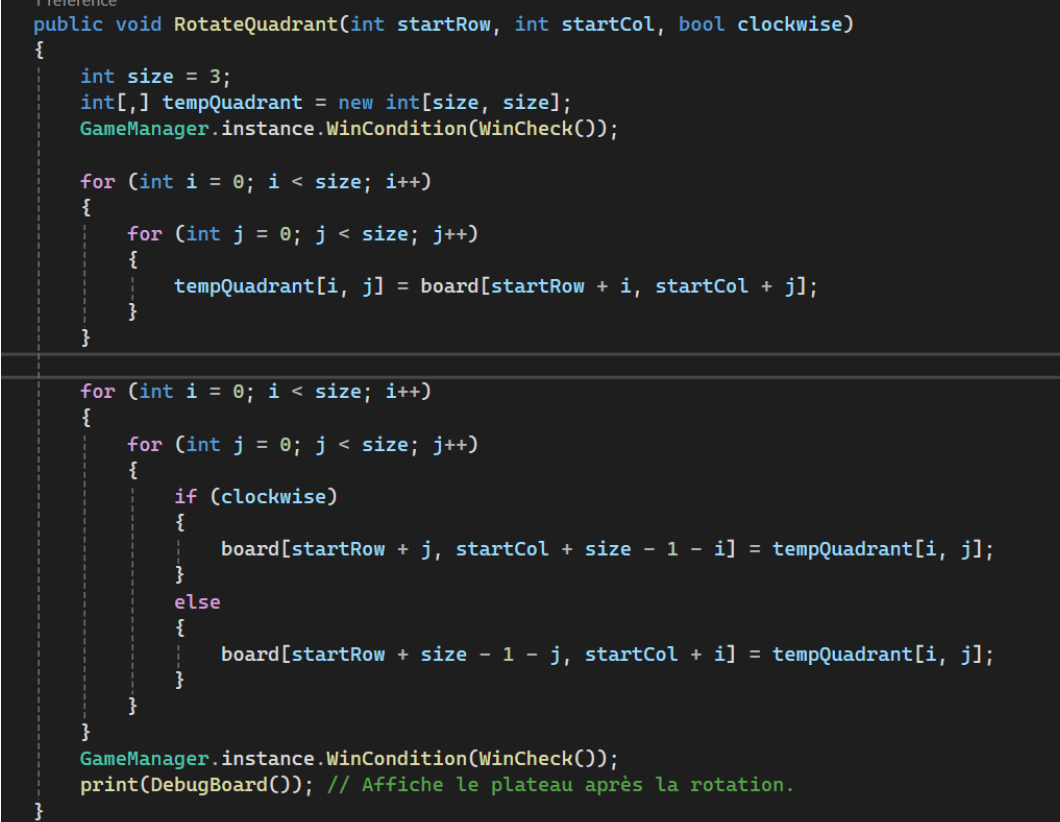 1 reference
public void RotateQuadrant(int startRow, int startCol, bool clockwise)
{
    int size = 3;
    int[,] tempQuadrant = new int[size, size];
    GameManager.instance.WinCondition(WinCheck());

    for (int i = 0; i < size; i++)
    {
        for (int j = 0; j < size; j++)
        {
            tempQuadrant[i, j] = board[startRow + i, startCol + j];
        }
    }

    for (int i = 0; i < size; i++)
    {
        for (int j = 0; j < size; j++)
        {
            if (clockwise)
            {
                board[startRow + j, startCol + size - 1 - i] = tempQuadrant[i, j];
            }
            else
            {
                board[startRow + size - 1 - j, startCol + i] = tempQuadrant[i, j];
            }
        }
    }
    GameManager.instance.WinCondition(WinCheck());
    print(DebugBoard()); // Affiche le plateau après la rotation.
}